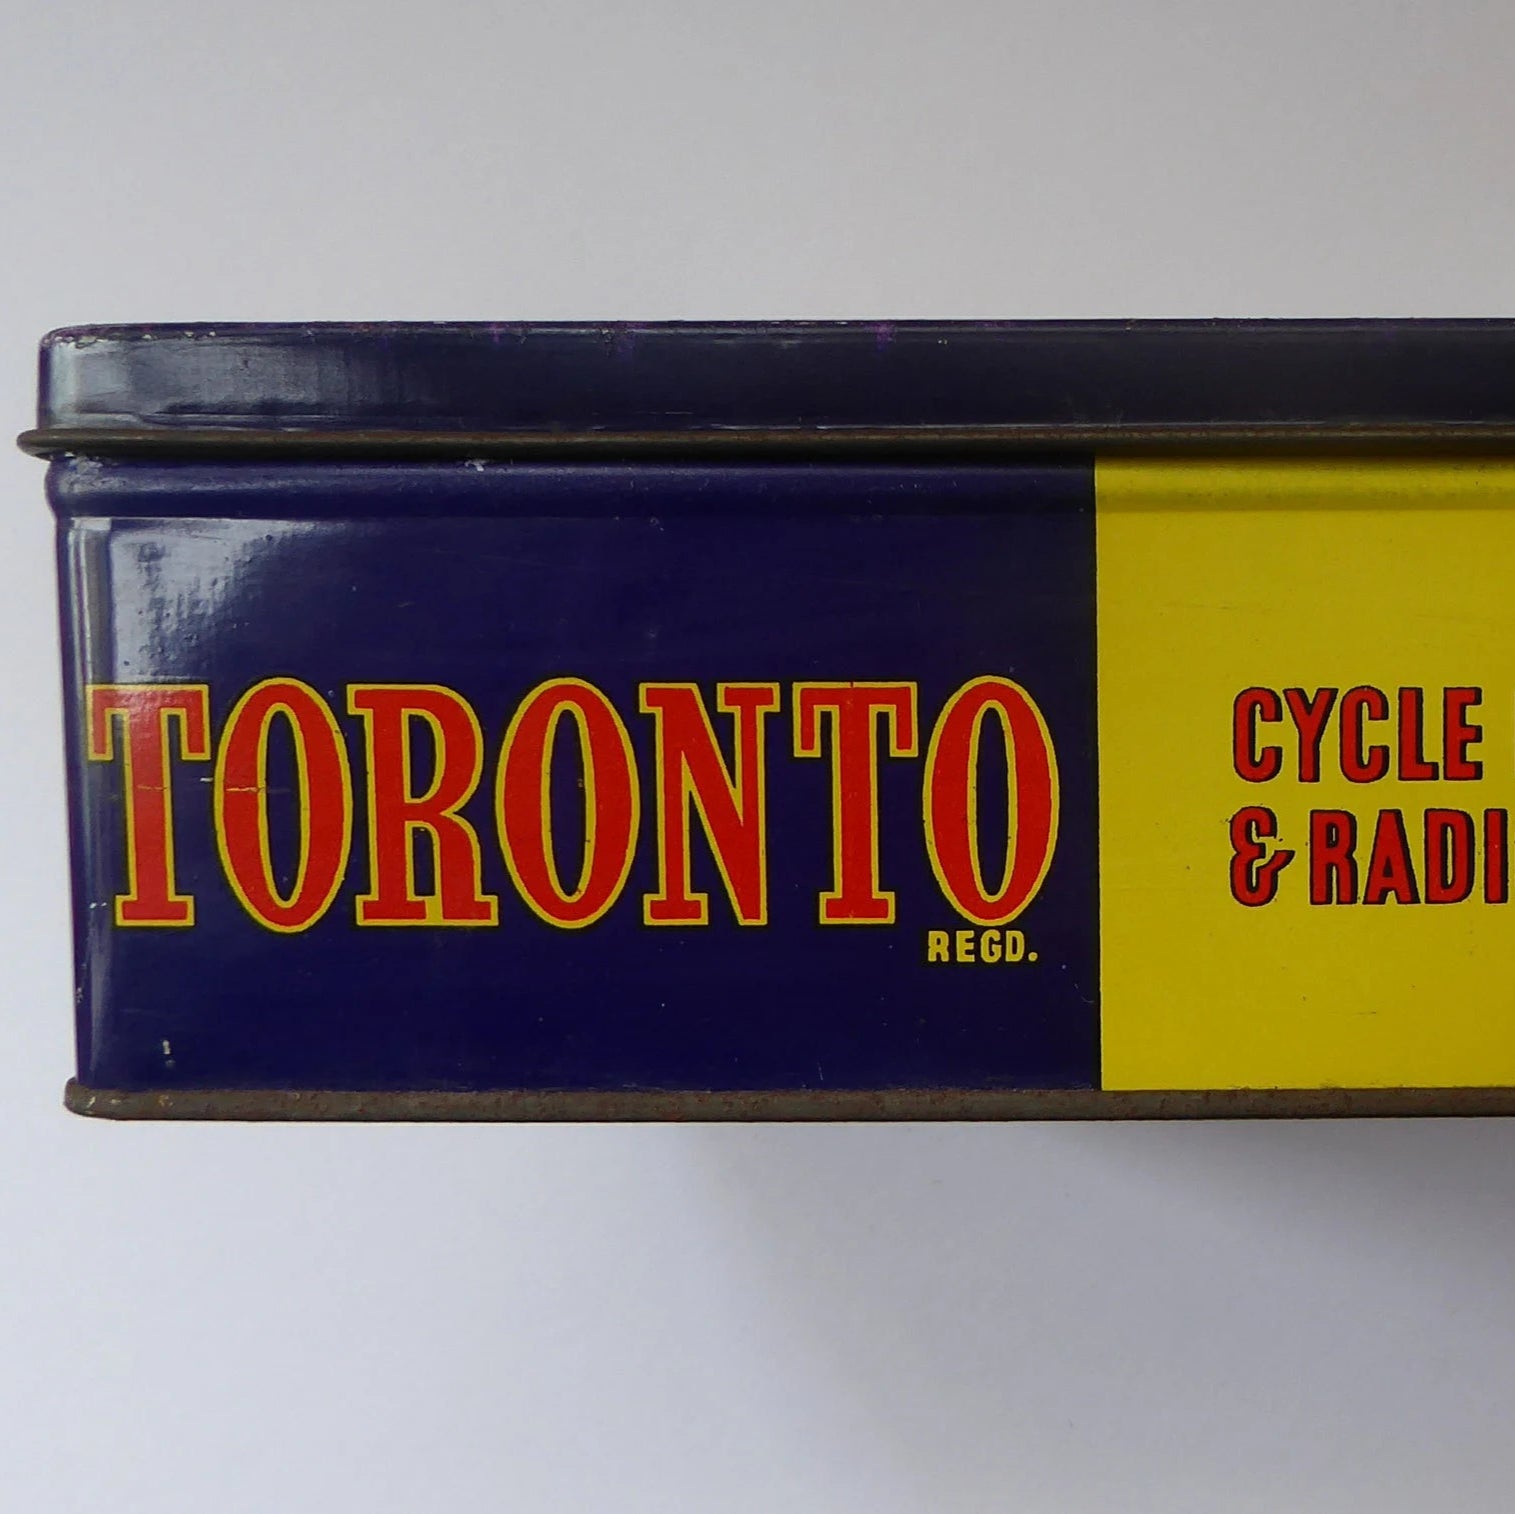 TORONTO
REGD.
CYCLE
& RADI